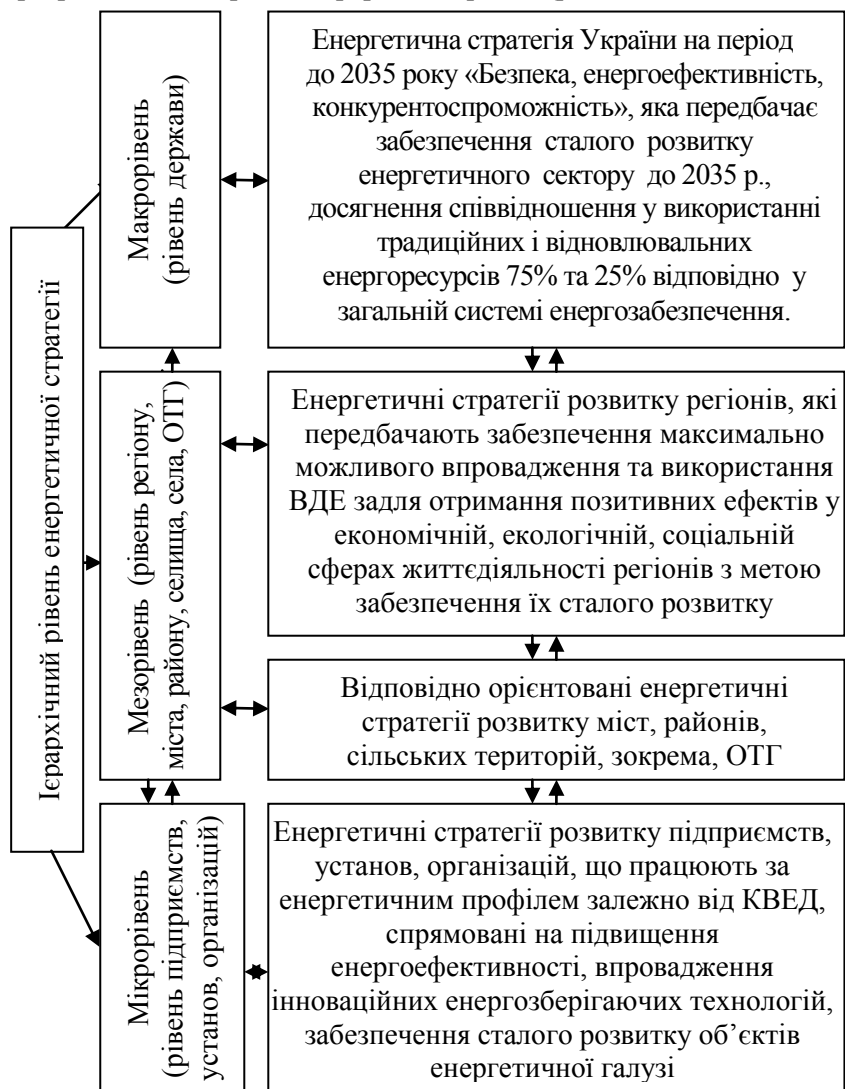 Ієрархічний рівень енергетичної стратегії
Макрорівень
(рівень держави)
Енергетична стратегія України на період
до 2035 року «Безпека, енергоефективність,
конкурентоспроможність», яка передбачає
забезпечення сталого розвитку
енергетичного сектору до 2035 р.,
досягнення співвідношення у використанні
традиційних і відновлювальних
енергоресурсів 75% та 25% відповідно у
загальній системі енергозабезпечення.
Мезорівень (рівень регіону,
міста, району, селища, села, ОТГ)
Енергетичні стратегії розвитку регіонів, які
передбачають забезпечення максимально
можливого впровадження та використання
ВДЕ задля отримання позитивних ефектів у
економічній, екологічній, соціальній
сферах життєдіяльності регіонів з метою
забезпечення їх сталого розвитку
Відповідно орієнтовані енергетичні
стратегії розвитку міст, районів,
сільських територій, зокрема, ОТГ
Мікрорівень
(рівень підприємств,
установ, організацій)
Енергетичні стратегії розвитку підприємств,
установ, організацій, що працюють за
енергетичним профілем залежно від КВЕД,
спрямовані на підвищення
енергоефективності, впровадження
інноваційних енергозберігаючих технологій,
забезпечення сталого розвитку об’єктів
енергетичної галузі